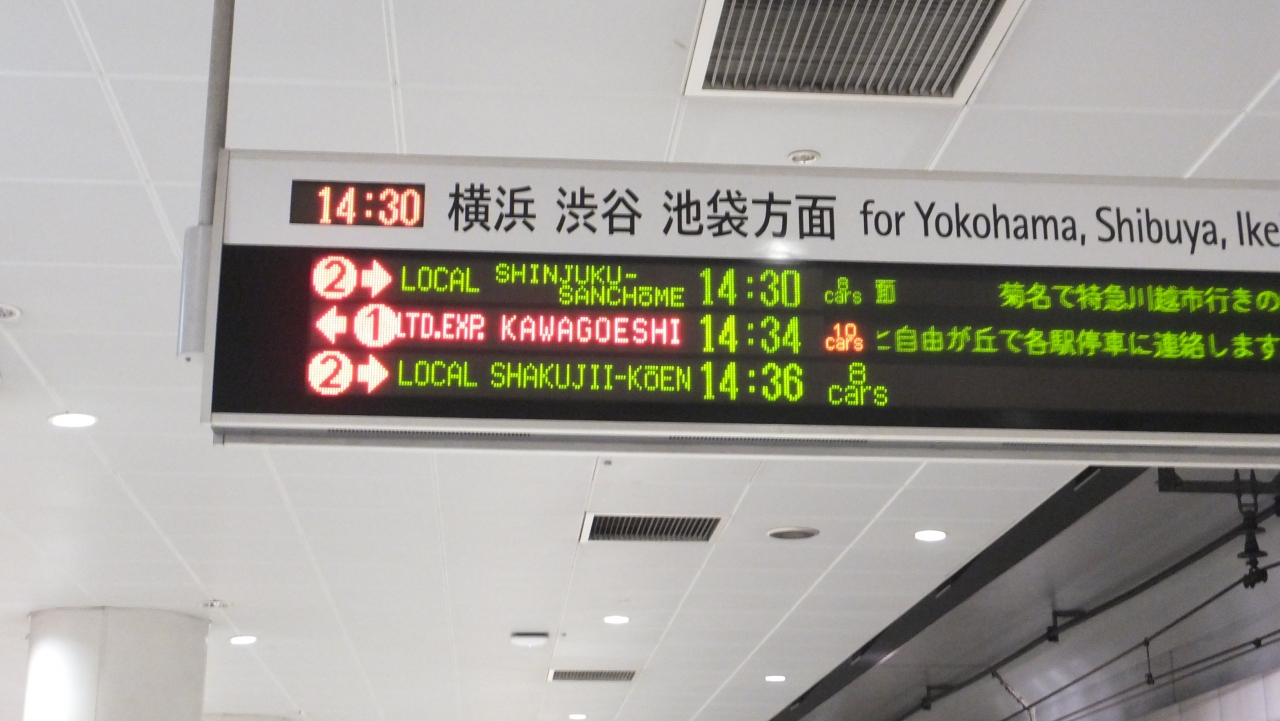 14:30 横浜 渋谷 池袋方面 for Yokohama, Shibuya, Ike
②→ LOCAL SHINJUKU-SANCHōME 14:30 8 cars 菊名で特急川越市行きの
←① LTD.EXP. KAWAGOESHI 14:34 10 cars と自由が丘で各駅停車に連絡します
②→ LOCAL SHAKUJII-KōEN 14:36 8 cars